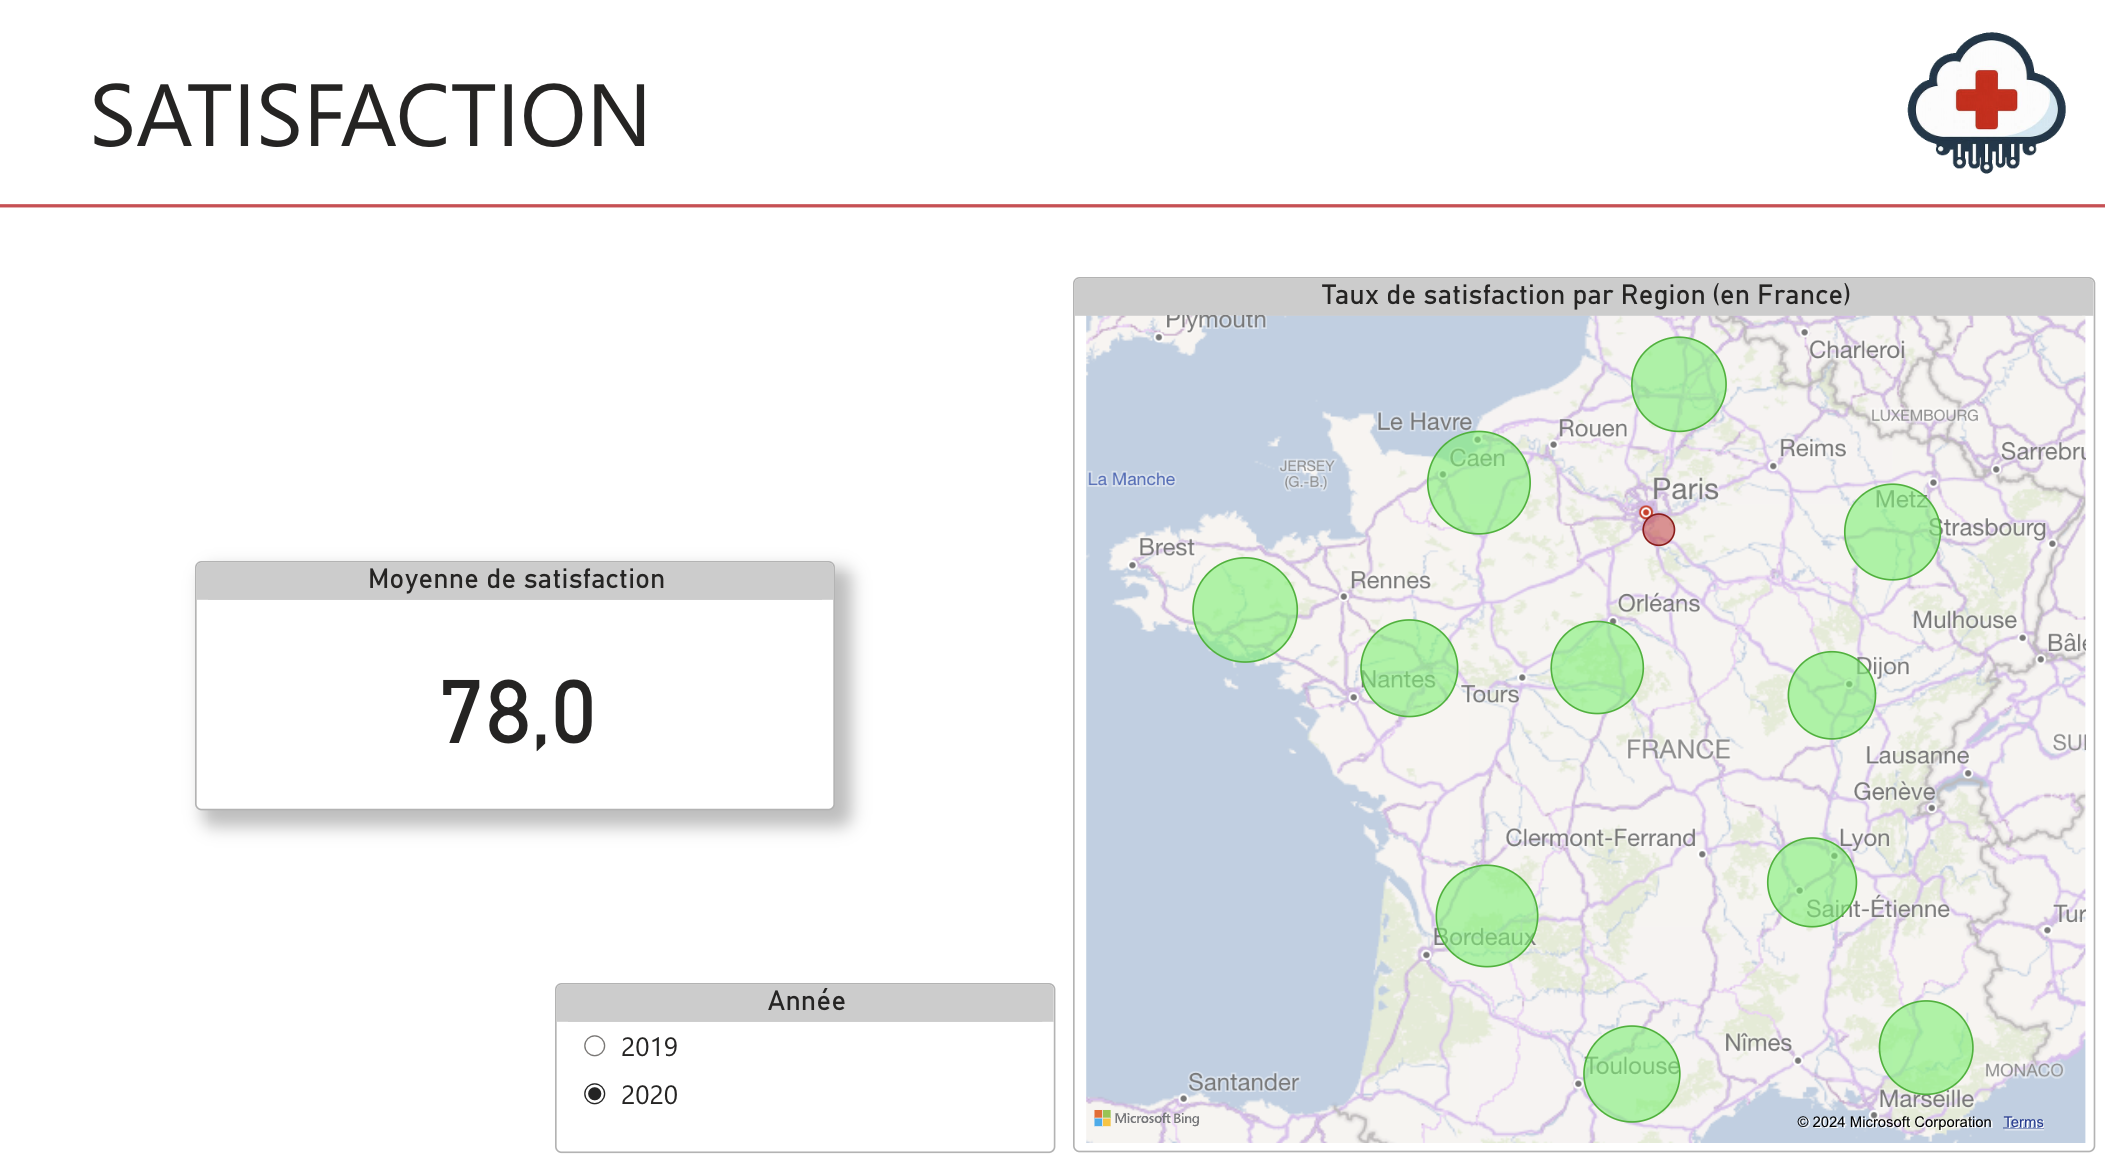 SATISFACTION
Moyenne de satisfaction
78,0
Année
2019
2020
Taux de satisfaction par Region (en France)
Plymouth
Charleroi
LUXEMBOURG
Le Havre
Rouen
Reims
Sarrebru
Caen
JERSEY
(G.-B.)
La Manche
Paris
Metz
Strasbourg
Brest
Rennes
Orléans
Mulhouse
Bâle
Nantes
Tours
Dijon
FRANCE
SUI
Lausanne
Genève
Clermont-Ferrand
Lyon
Saint-Étienne
Tur
Bordeaux
Nîmes
Toulouse
MONACO
Santander
Marseille
Microsoft Bing
© 2024 Microsoft Corporation Terms